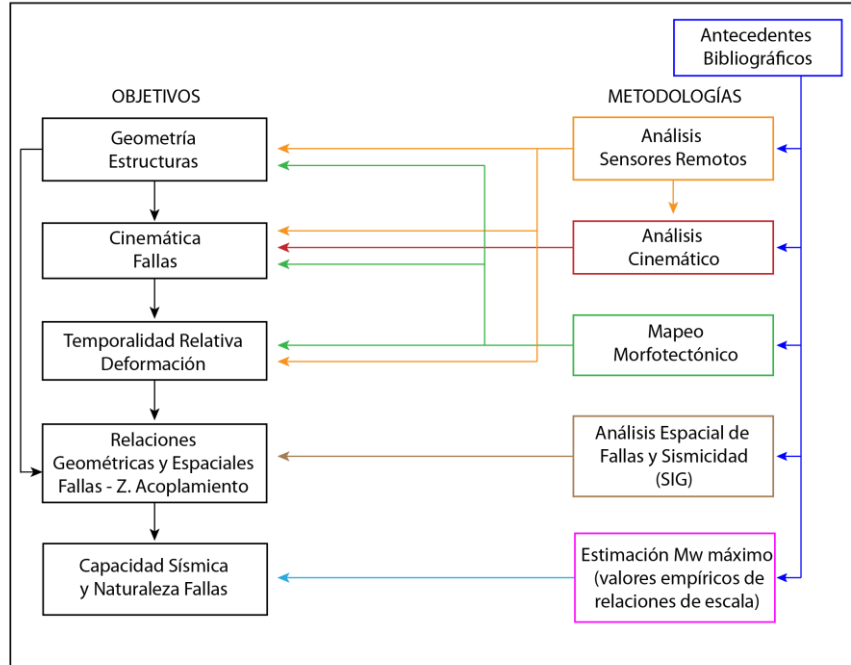 Antecedentes
Bibliográficos
OBJETIVOS
METODOLOGÍAS
Geometría
Estructuras
Análisis
Sensores Remotos
Cinemática
Fallas
Análisis
Cinemático
Temporalidad Relativa
Deformación
Mapeo
Morfotectónico
Relaciones
Geométricas y Espaciales
Fallas - Z. Acoplamiento
Análisis Espacial de
Fallas y Sismicidad
(SIG)
Capacidad Sísmica
y Naturaleza Fallas
Estimación Mw máximo
(valores empíricos de
relaciones de escala)